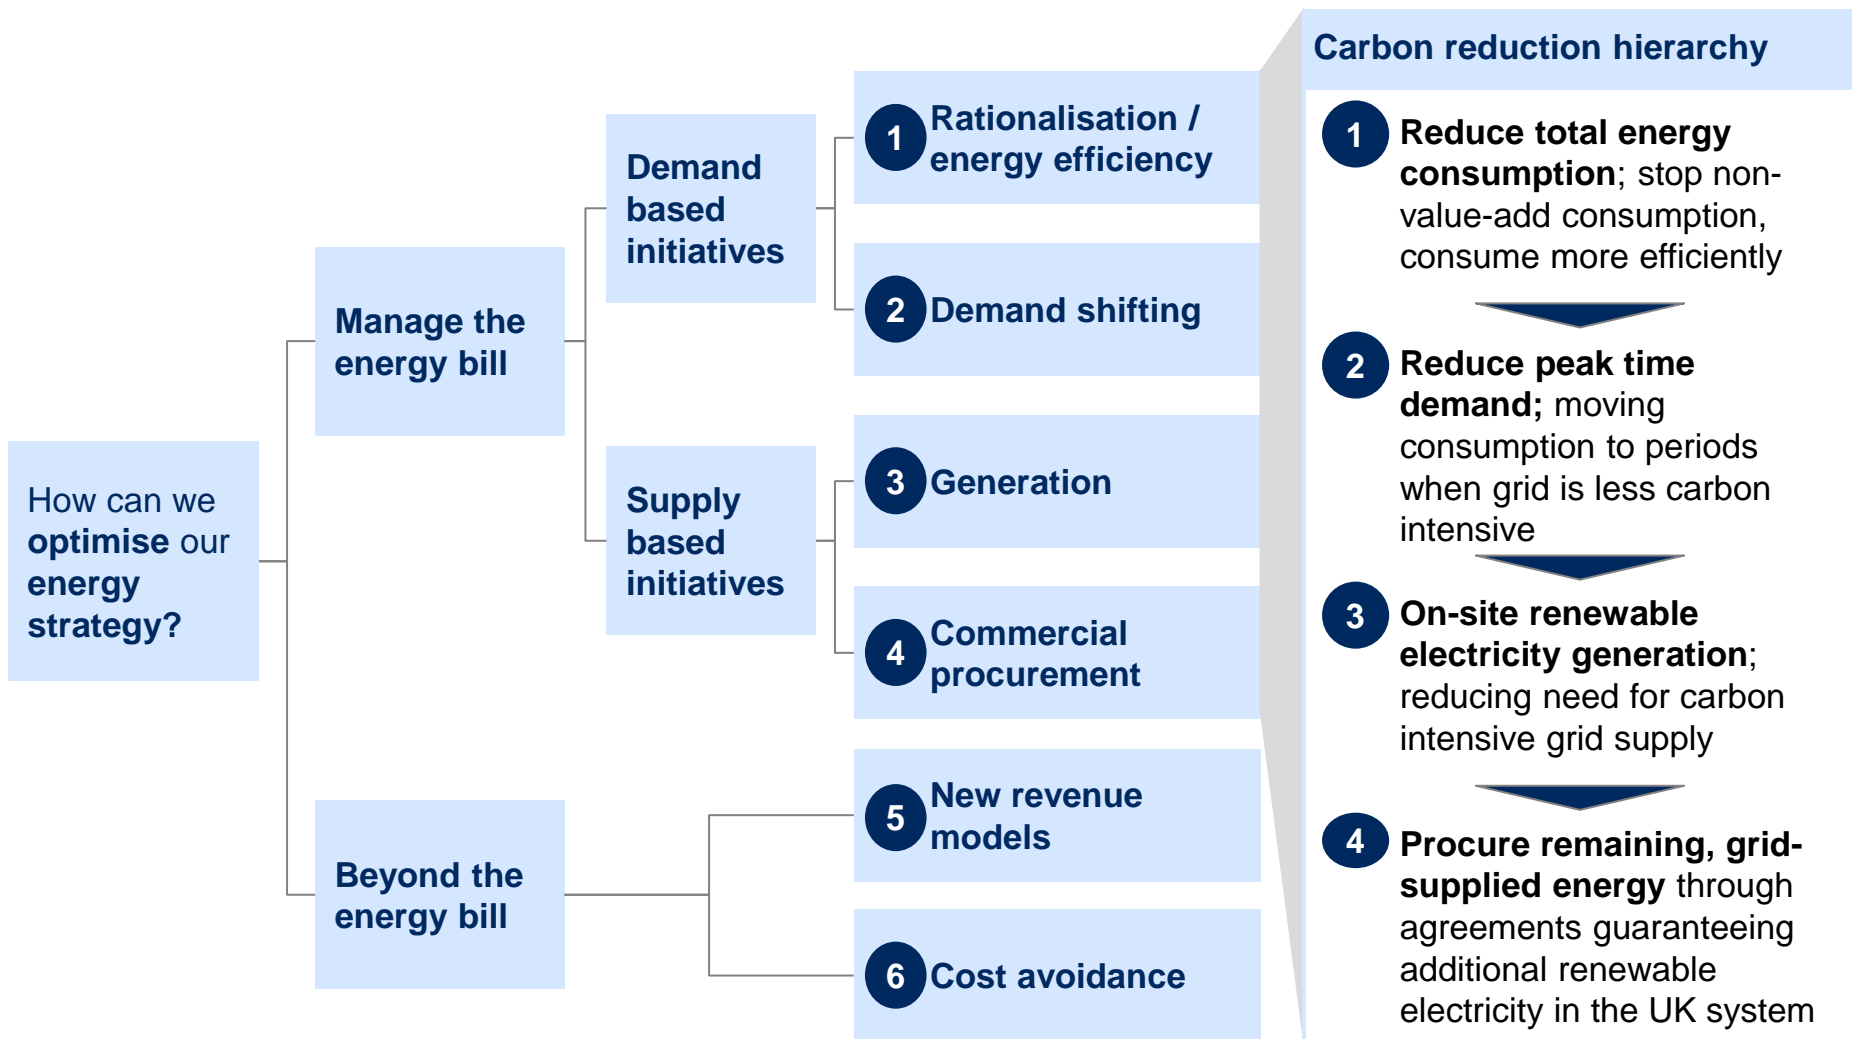 How can we
optimise our
energy
strategy?
Manage the
energy bill
Beyond the
energy bill
Demand
based
initiatives
Supply
based
initiatives
1 Rationalisation /
energy efficiency
2 Demand shifting
3 Generation
4 Commercial
procurement
5 New revenue
models
6 Cost avoidance
Carbon reduction hierarchy
1 Reduce total energy
consumption; stop non-
value-add consumption,
consume more efficiently
2 Reduce peak time
demand; moving
consumption to periods
when grid is less carbon
intensive
3 On-site renewable
electricity generation;
reducing need for carbon
intensive grid supply
4 Procure remaining, grid-
supplied energy through
agreements guaranteeing
additional renewable
electricity in the UK system